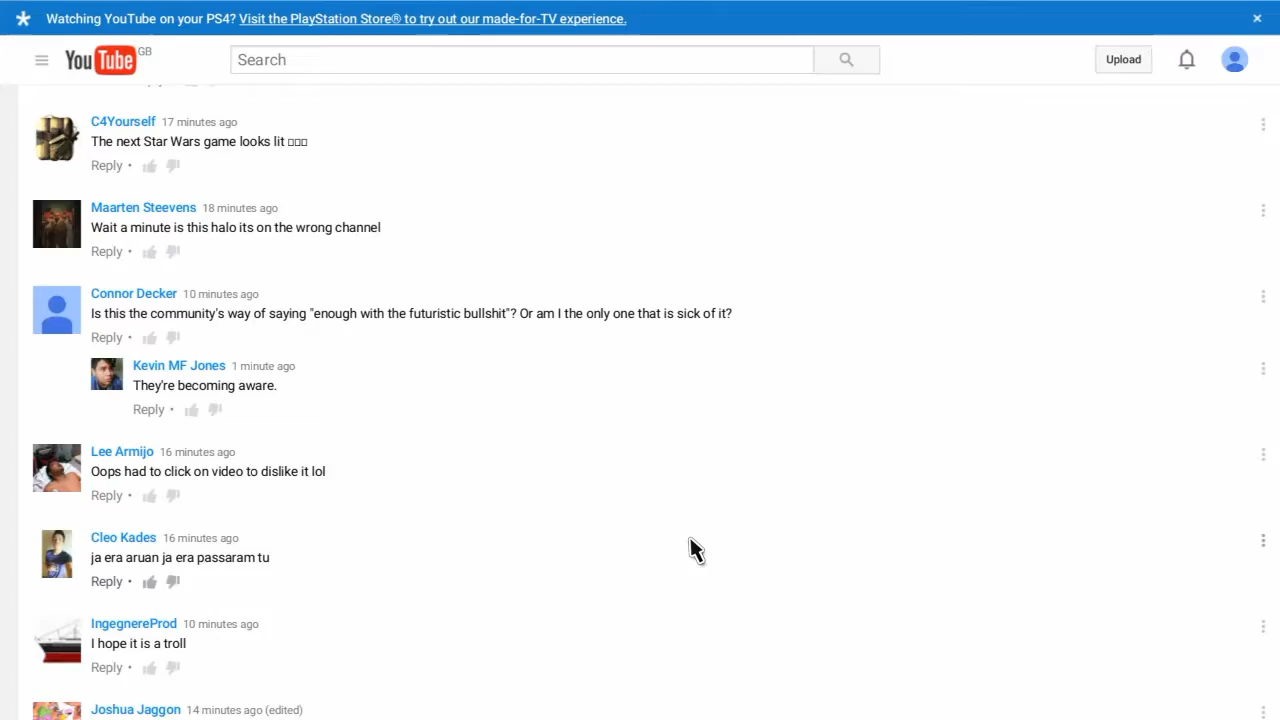 Watching YouTube on your PS4? Visit the PlayStation Store® to try out our made-for-TV experience.
YouTube GB
Search
Upload
C4Yourself 17 minutes ago
The next Star Wars game looks lit □□□
Reply •
Maarten Steevens 18 minutes ago
Wait a minute is this halo its on the wrong channel
Reply •
Connor Decker 10 minutes ago
Is this the community's way of saying "enough with the futuristic bullshit"? Or am I the only one that is sick of it?
Reply •
Kevin MF Jones 1 minute ago
They're becoming aware.
Reply •
Lee Armijo 16 minutes ago
Oops had to click on video to dislike it lol
Reply •
Cleo Kades 16 minutes ago
ja era aruan ja era passaram tu
Reply •
IngegnereProd 10 minutes ago
I hope it is a troll
Reply •
Joshua Jaggon 14 minutes ago (edited)